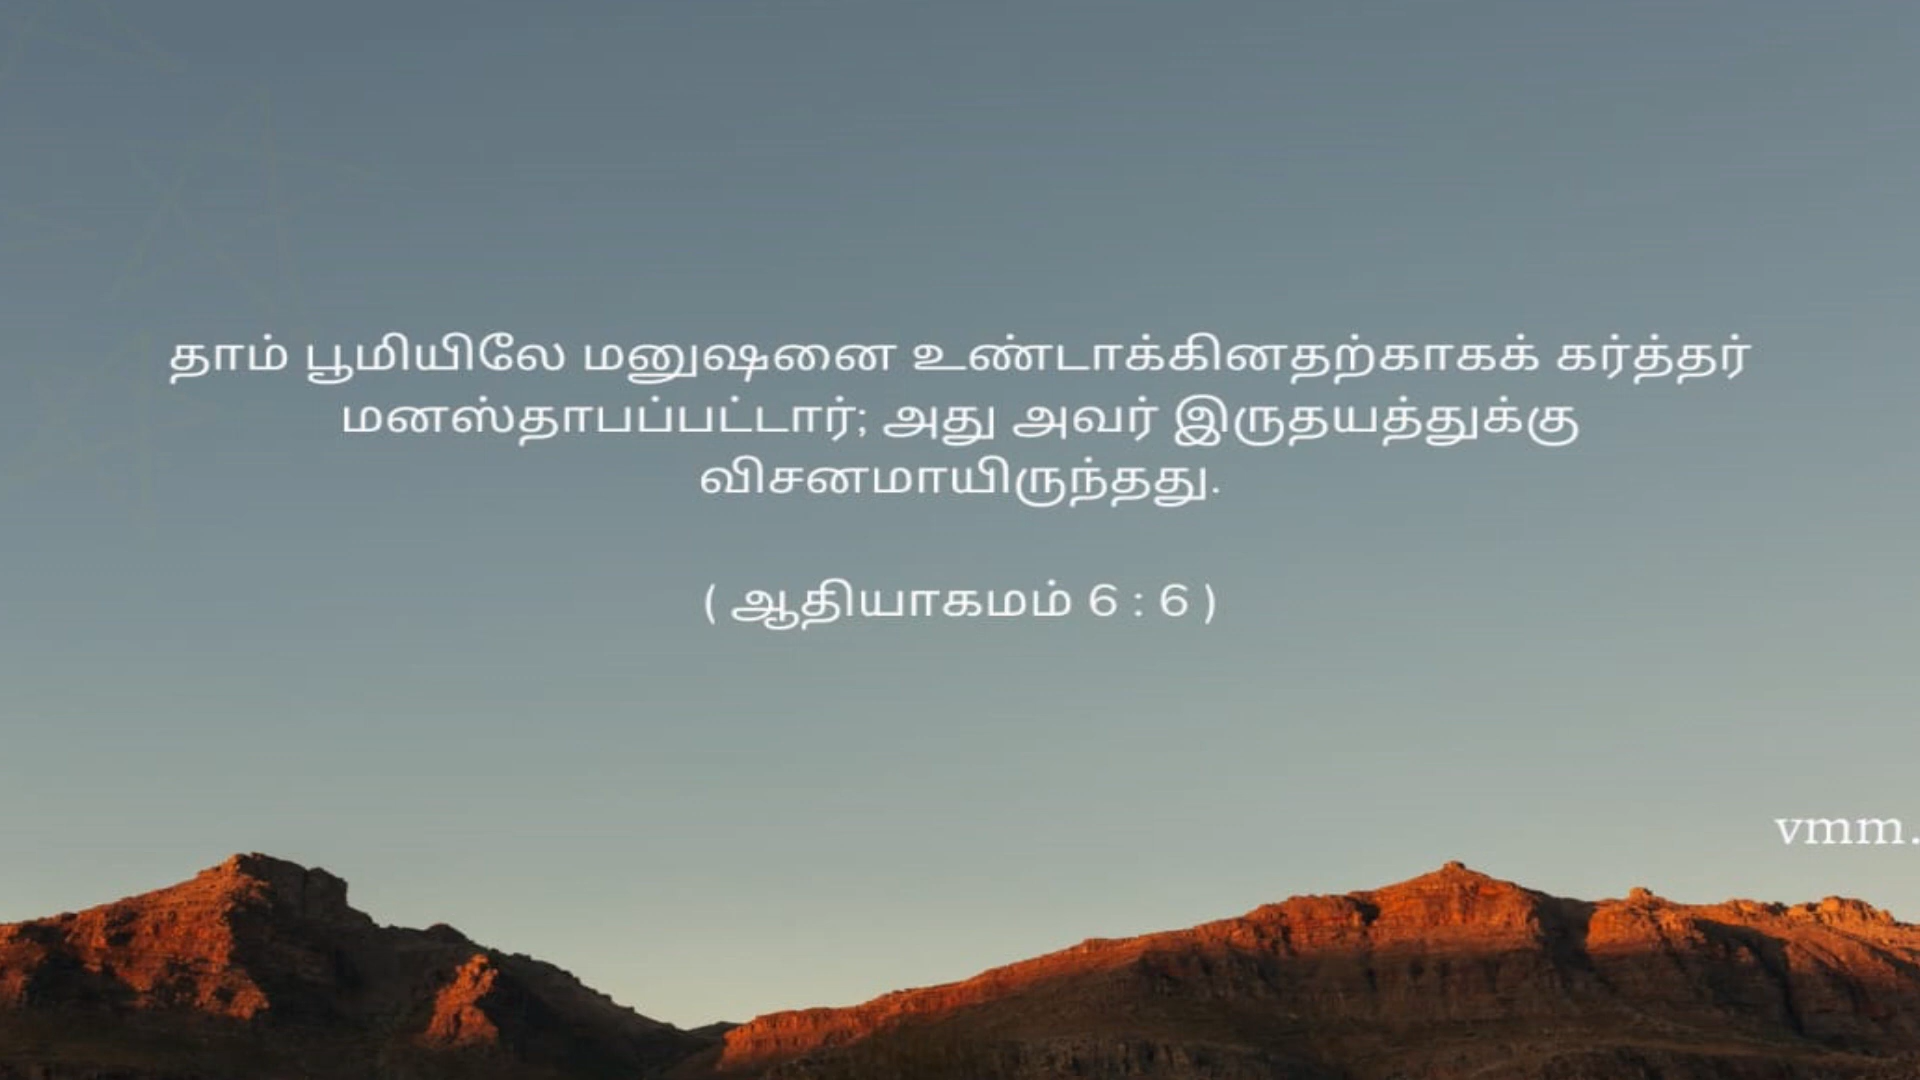 தாம் பூமியிலே மனுஷனை உண்டாக்கினதற்காகக் கர்த்தர்
மனஸ்தாபப்பட்டார்; அது அவர் இருதயத்துக்கு
விசனமாயிருந்தது.
( ஆதியாகமம் 6 : 6 )
vmm.